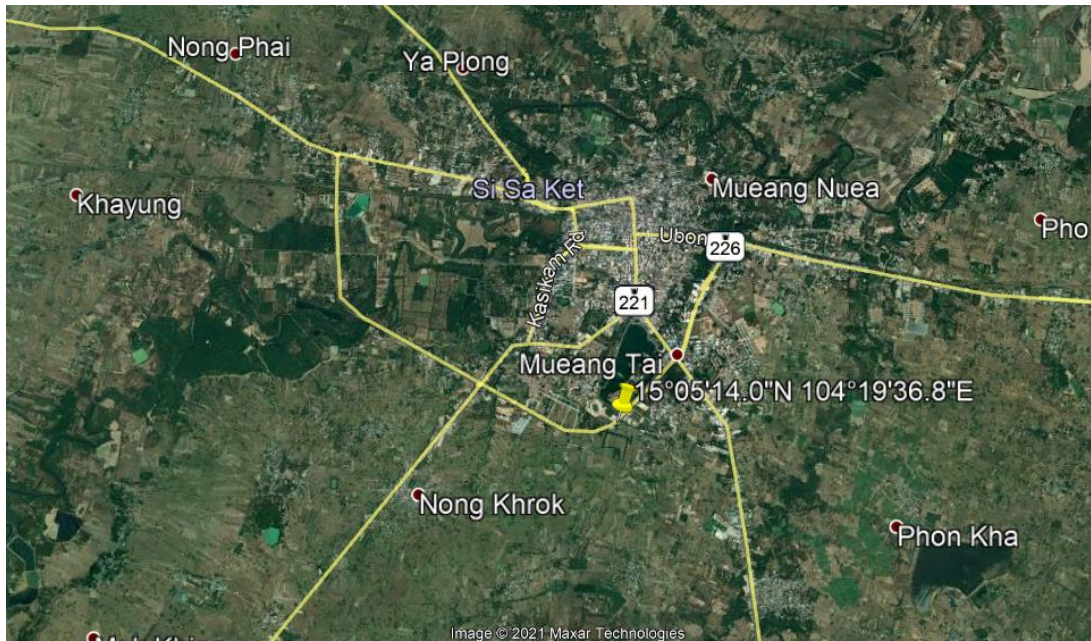 Nong Phai
Ya Plong
Khayung
Si Sa Ket
Mueang Nuea
Pho
Ubon
226
Kasikam Rd
221
Mueang Tai
15°05'14.0"N 104°19'36.8"E
Nong Khrok
Phon Kha
Image © 2021 Maxar Technologies